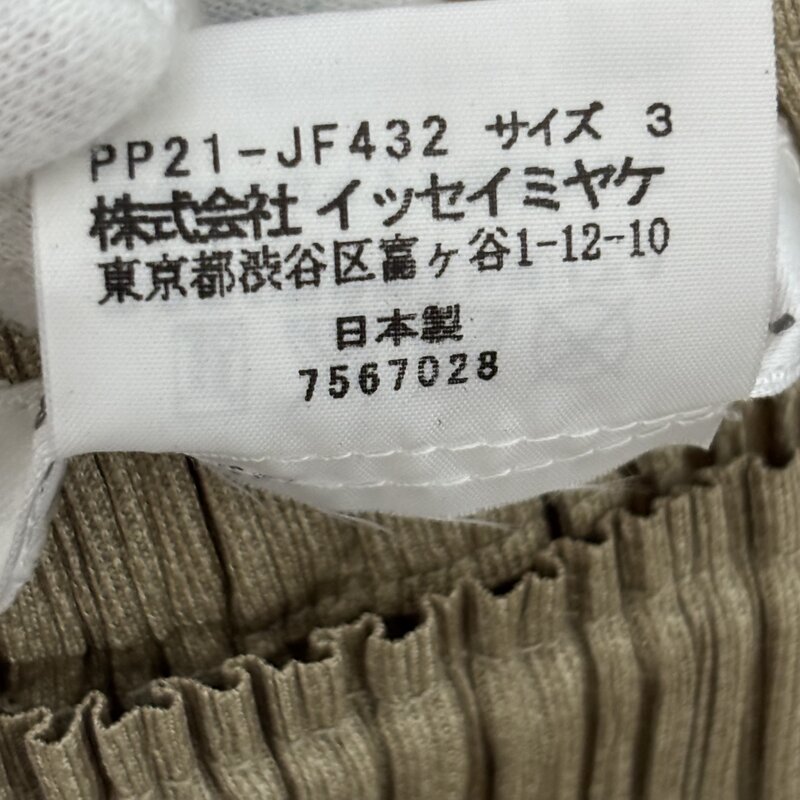 PP21-JF432 サイズ 3
株式会社 イッセイミヤケ
東京都渋谷区富ヶ谷1-12-10
日本製
7567028